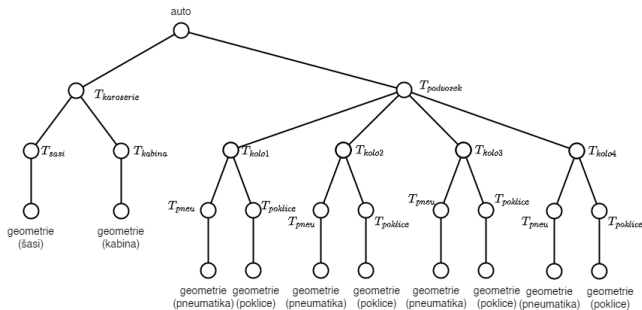 auto
T_karoserie
T_podvozek
T_sasi
T_kabina
T_kolo1
T_kolo2
T_kolo3
T_kolo4
T_pneu
T_poklice
T_pneu
T_poklice
T_pneu
T_poklice
T_pneu
T_poklice
geometrie
(šasi)
geometrie
(kabina)
geometrie
(pneumatika)
geometrie
(poklice)
geometrie
(pneumatika)
geometrie
(poklice)
geometrie
(pneumatika)
geometrie
(poklice)
geometrie
(pneumatika)
geometrie
(poklice)